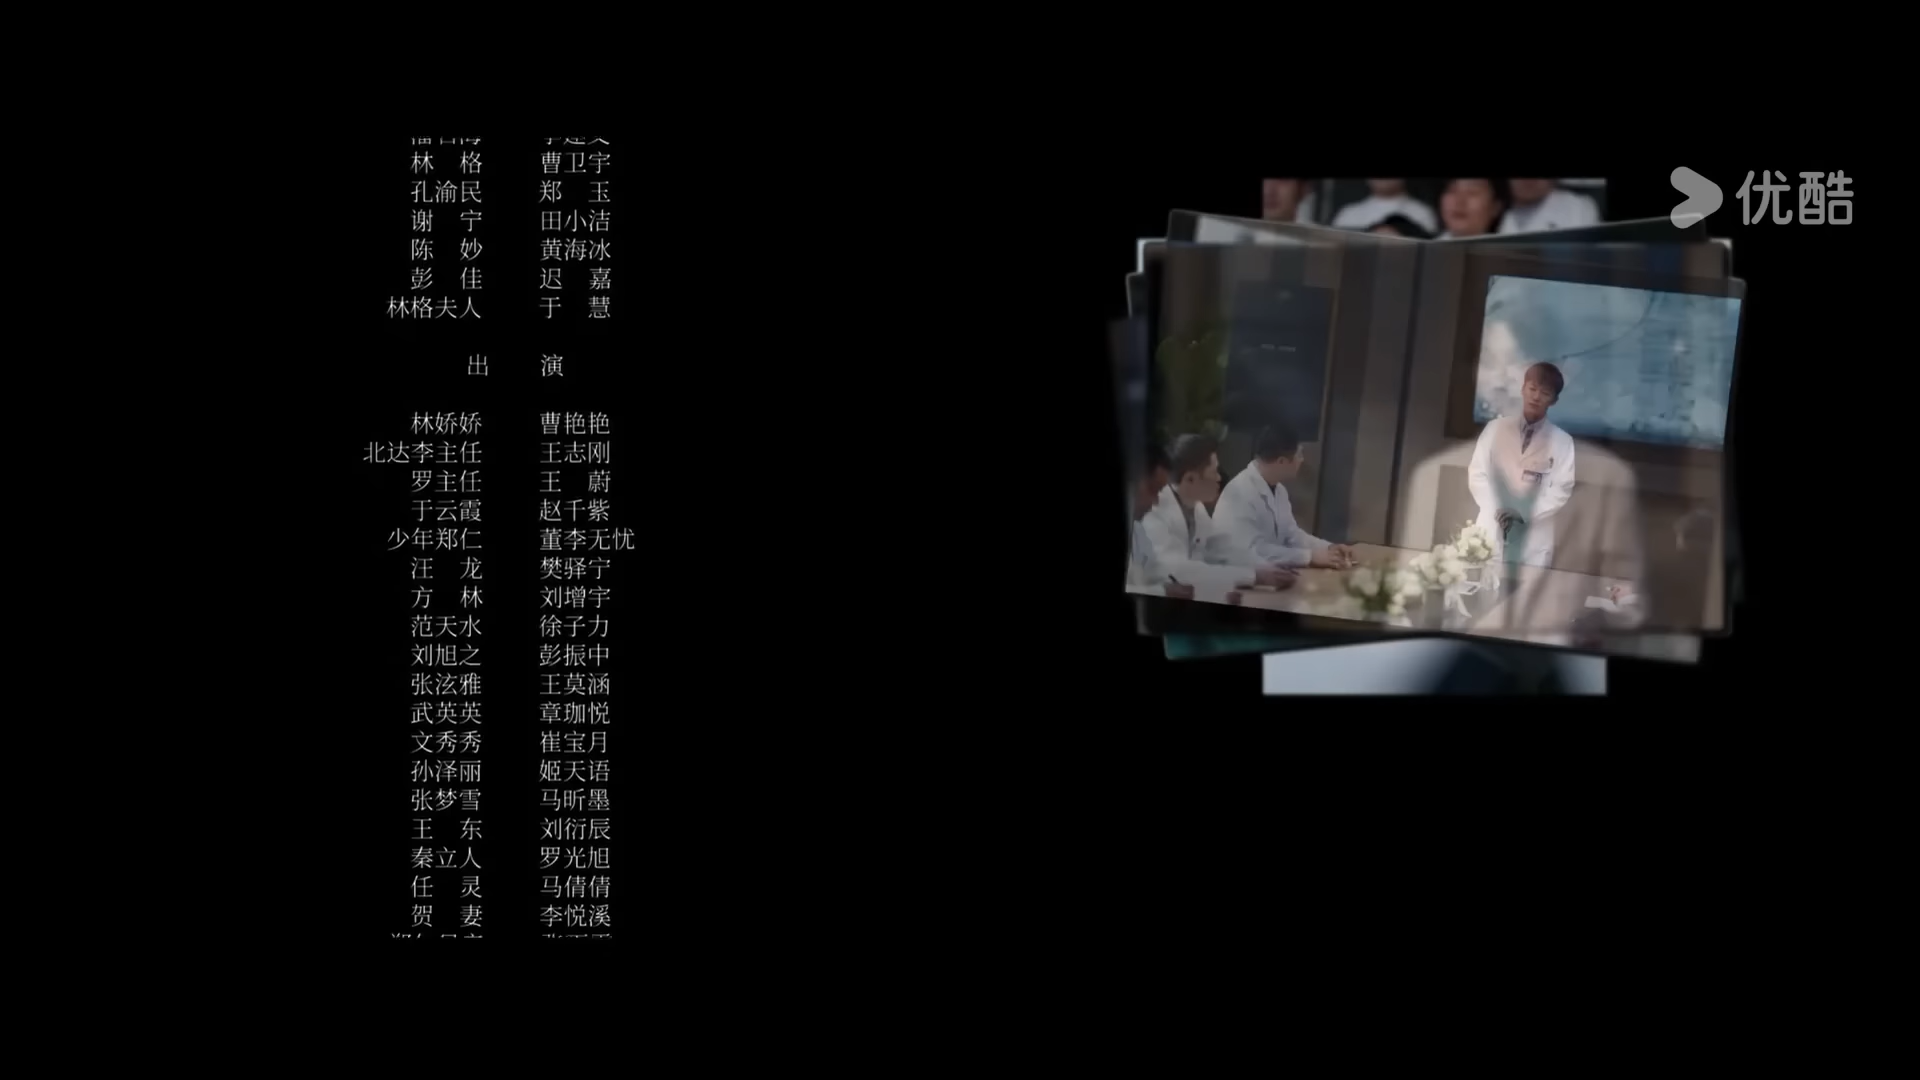 林 格 曹卫宇
孔渝民 郑 玉
谢 宁 田小洁
陈 妙 黄海冰
彭 佳 迟 嘉
林格夫人 于 慧
出 演
林娇娇 曹艳艳
北达李主任 王志刚
罗主任 王 蔚
于云霞 赵千紫
少年郑仁 董李无忧
汪 龙 樊驿宁
方 林 刘增宇
范天水 徐子力
刘旭之 彭振中
张泫雅 王莫涵
武英英 章珈悦
文秀秀 崔宝月
孙泽丽 姬天语
张梦雪 马昕墨
王 东 刘衍辰
秦立人 罗光旭
任 灵 马倩倩
贺 妻 李悦溪
优酷